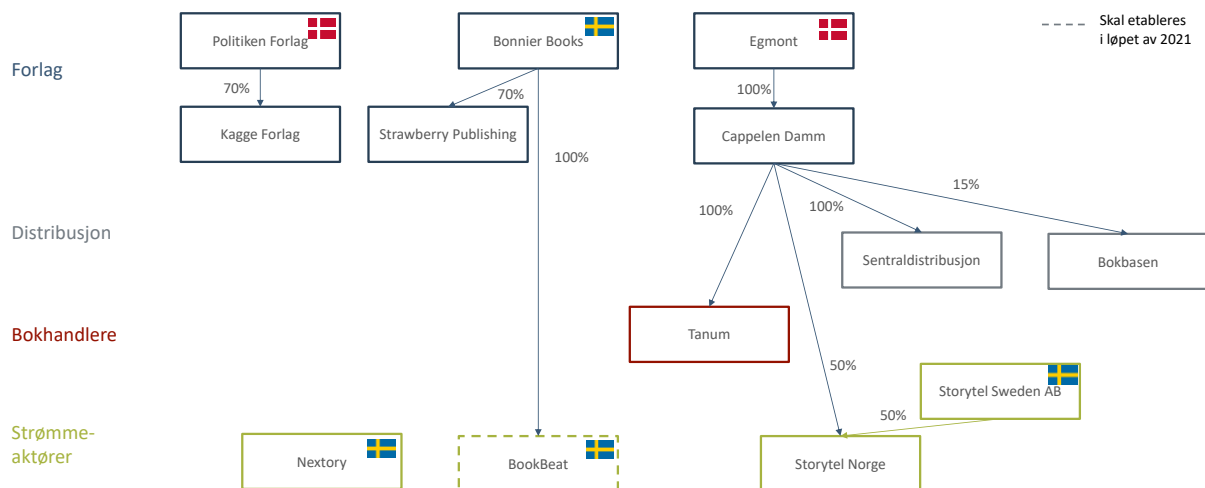 Politiken Forlag
Bonnier Books
Egmont
Skal etableres
i løpet av 2021
Forlag
70%
70%
100%
Kagge Forlag
Strawberry Publishing
Cappelen Damm
100%
15%
100%
100%
Distribusjon
Sentraldistribusjon
Bokbasen
Bokhandlere
Tanum
50%
Storytel Sweden AB
50%
Strømme-
aktører
Nextory
BookBeat
Storytel Norge